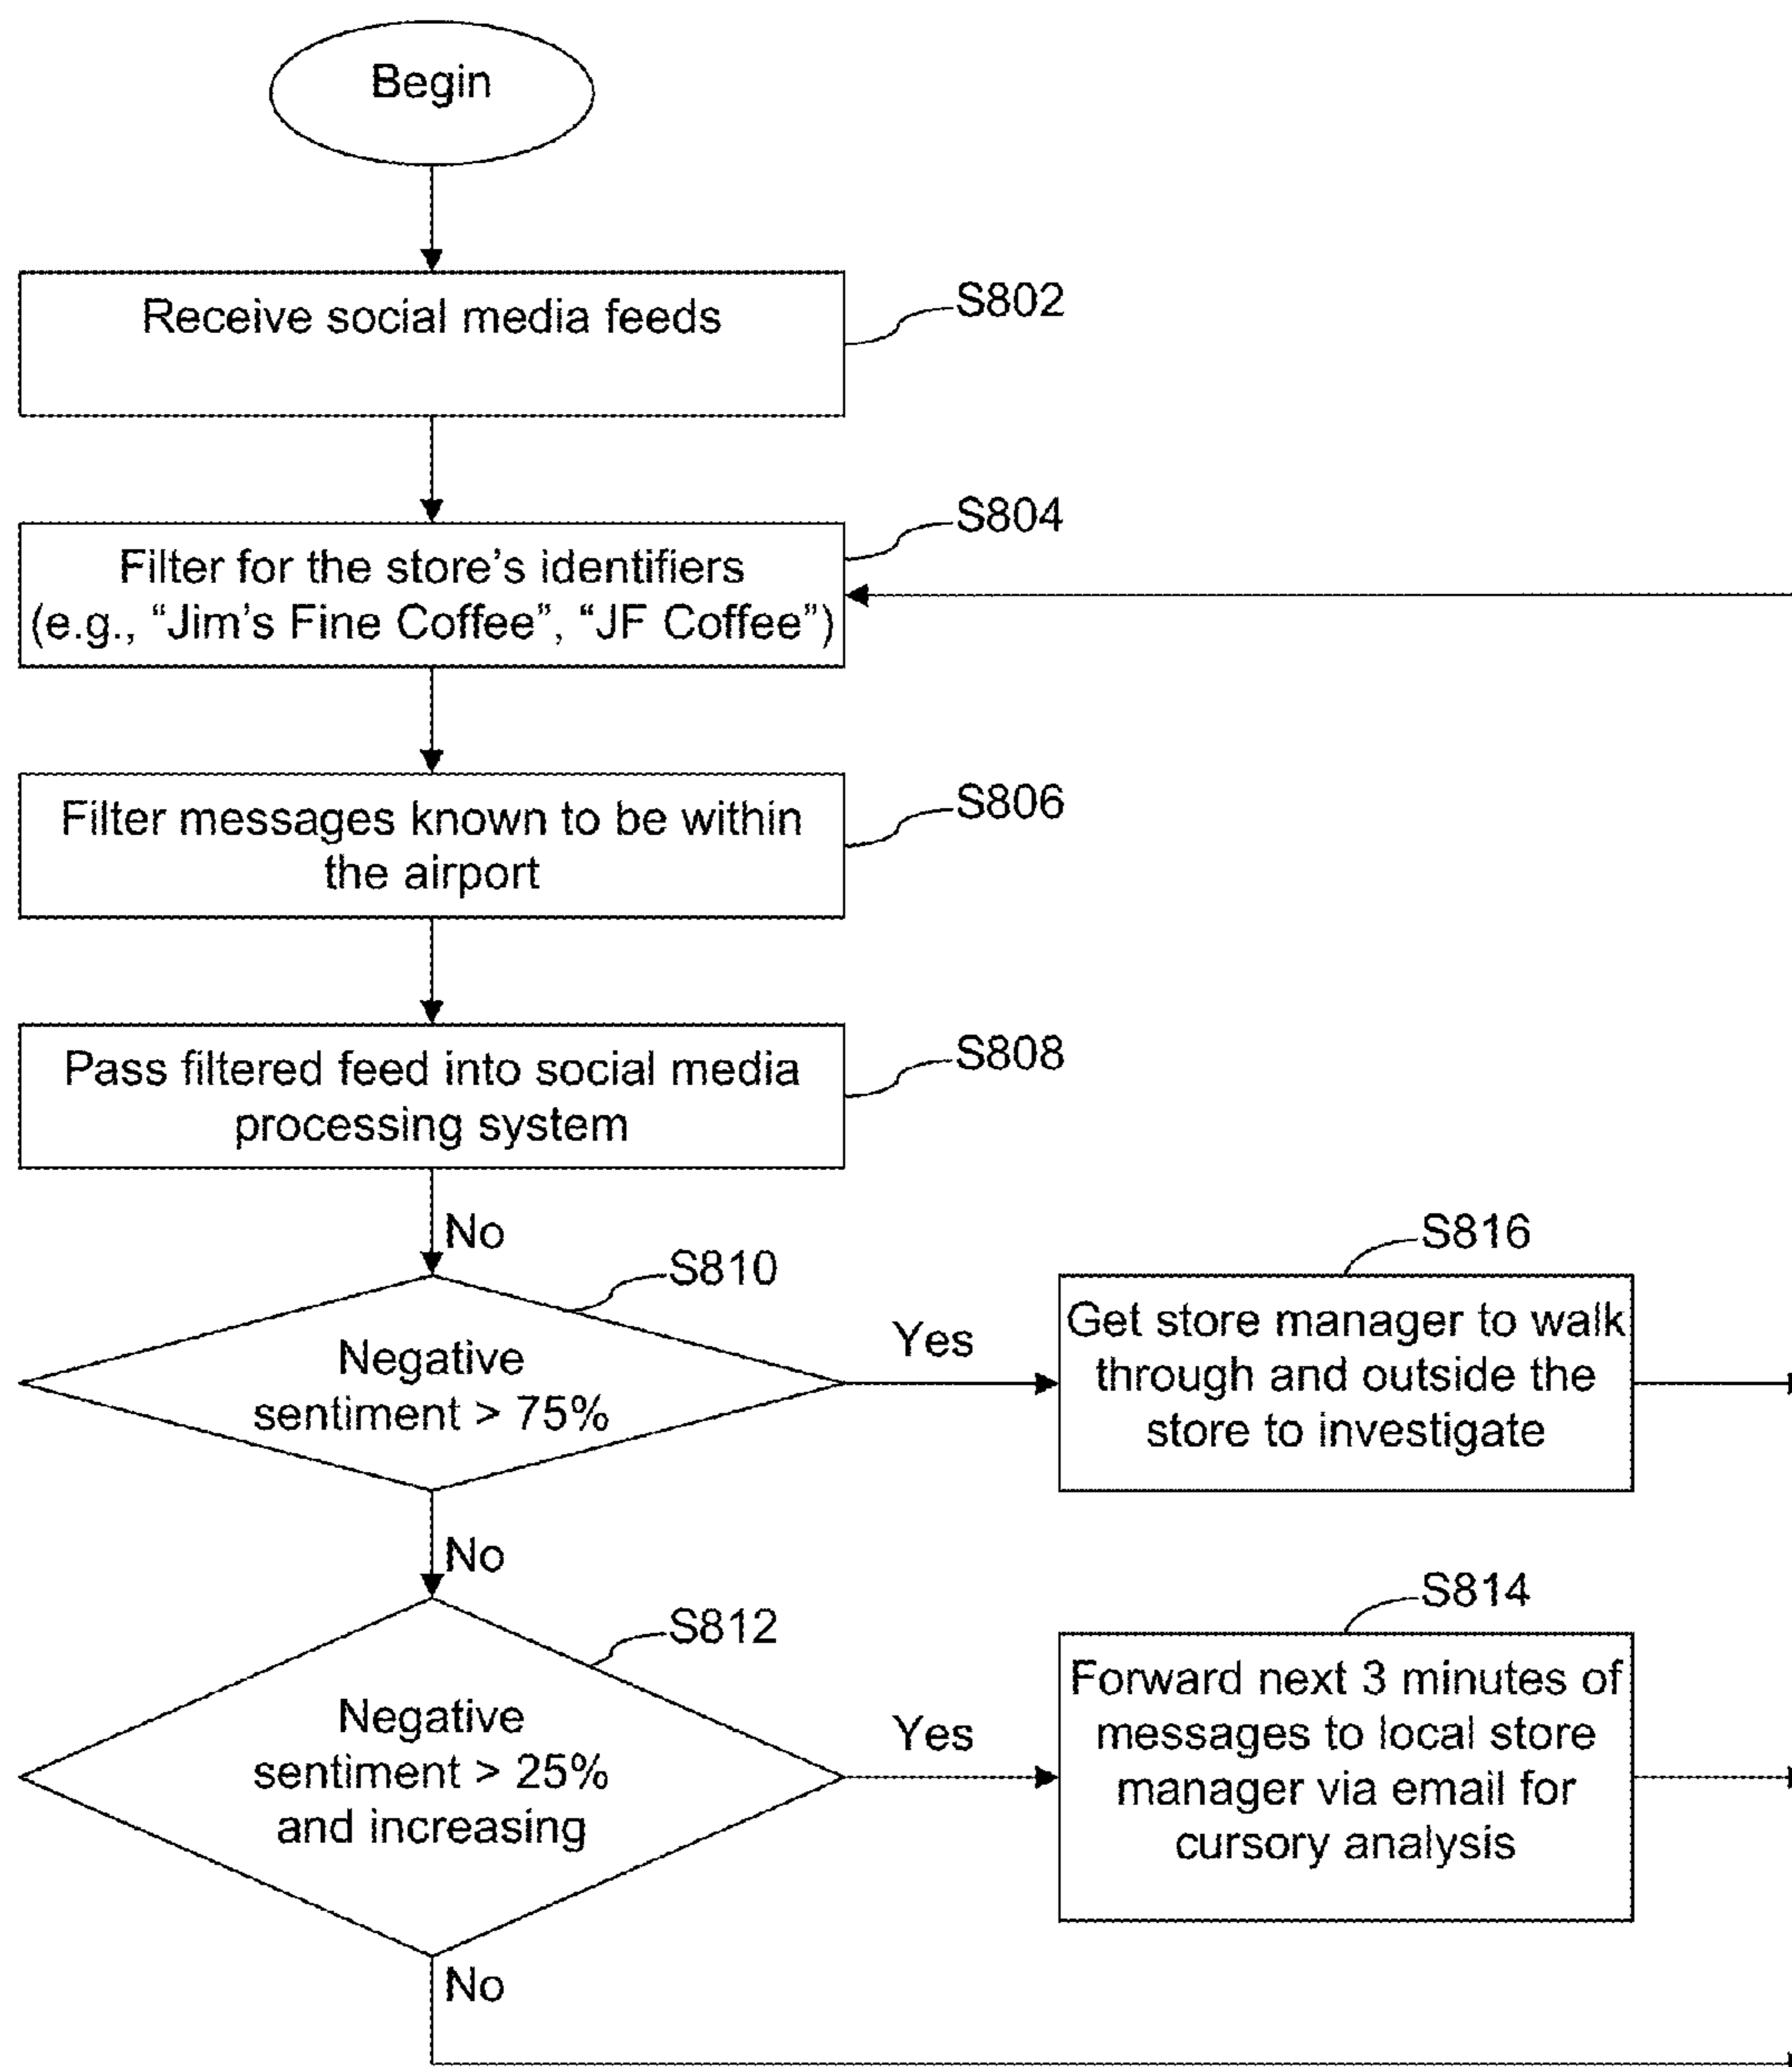 Begin
Receive social media feeds
S802
Filter for the store's identifiers
(e.g., “Jim's Fine Coffee”, “JF Coffee”)
S804
Filter messages known to be within
the airport
S806
Pass filtered feed into social media
processing system
S808
No
S810
Negative
sentiment > 75%
Yes
S816
Get store manager to walk
through and outside the
store to investigate
No
S812
Negative
sentiment > 25%
and increasing
Yes
S814
Forward next 3 minutes of
messages to local store
manager via email for
cursory analysis
No